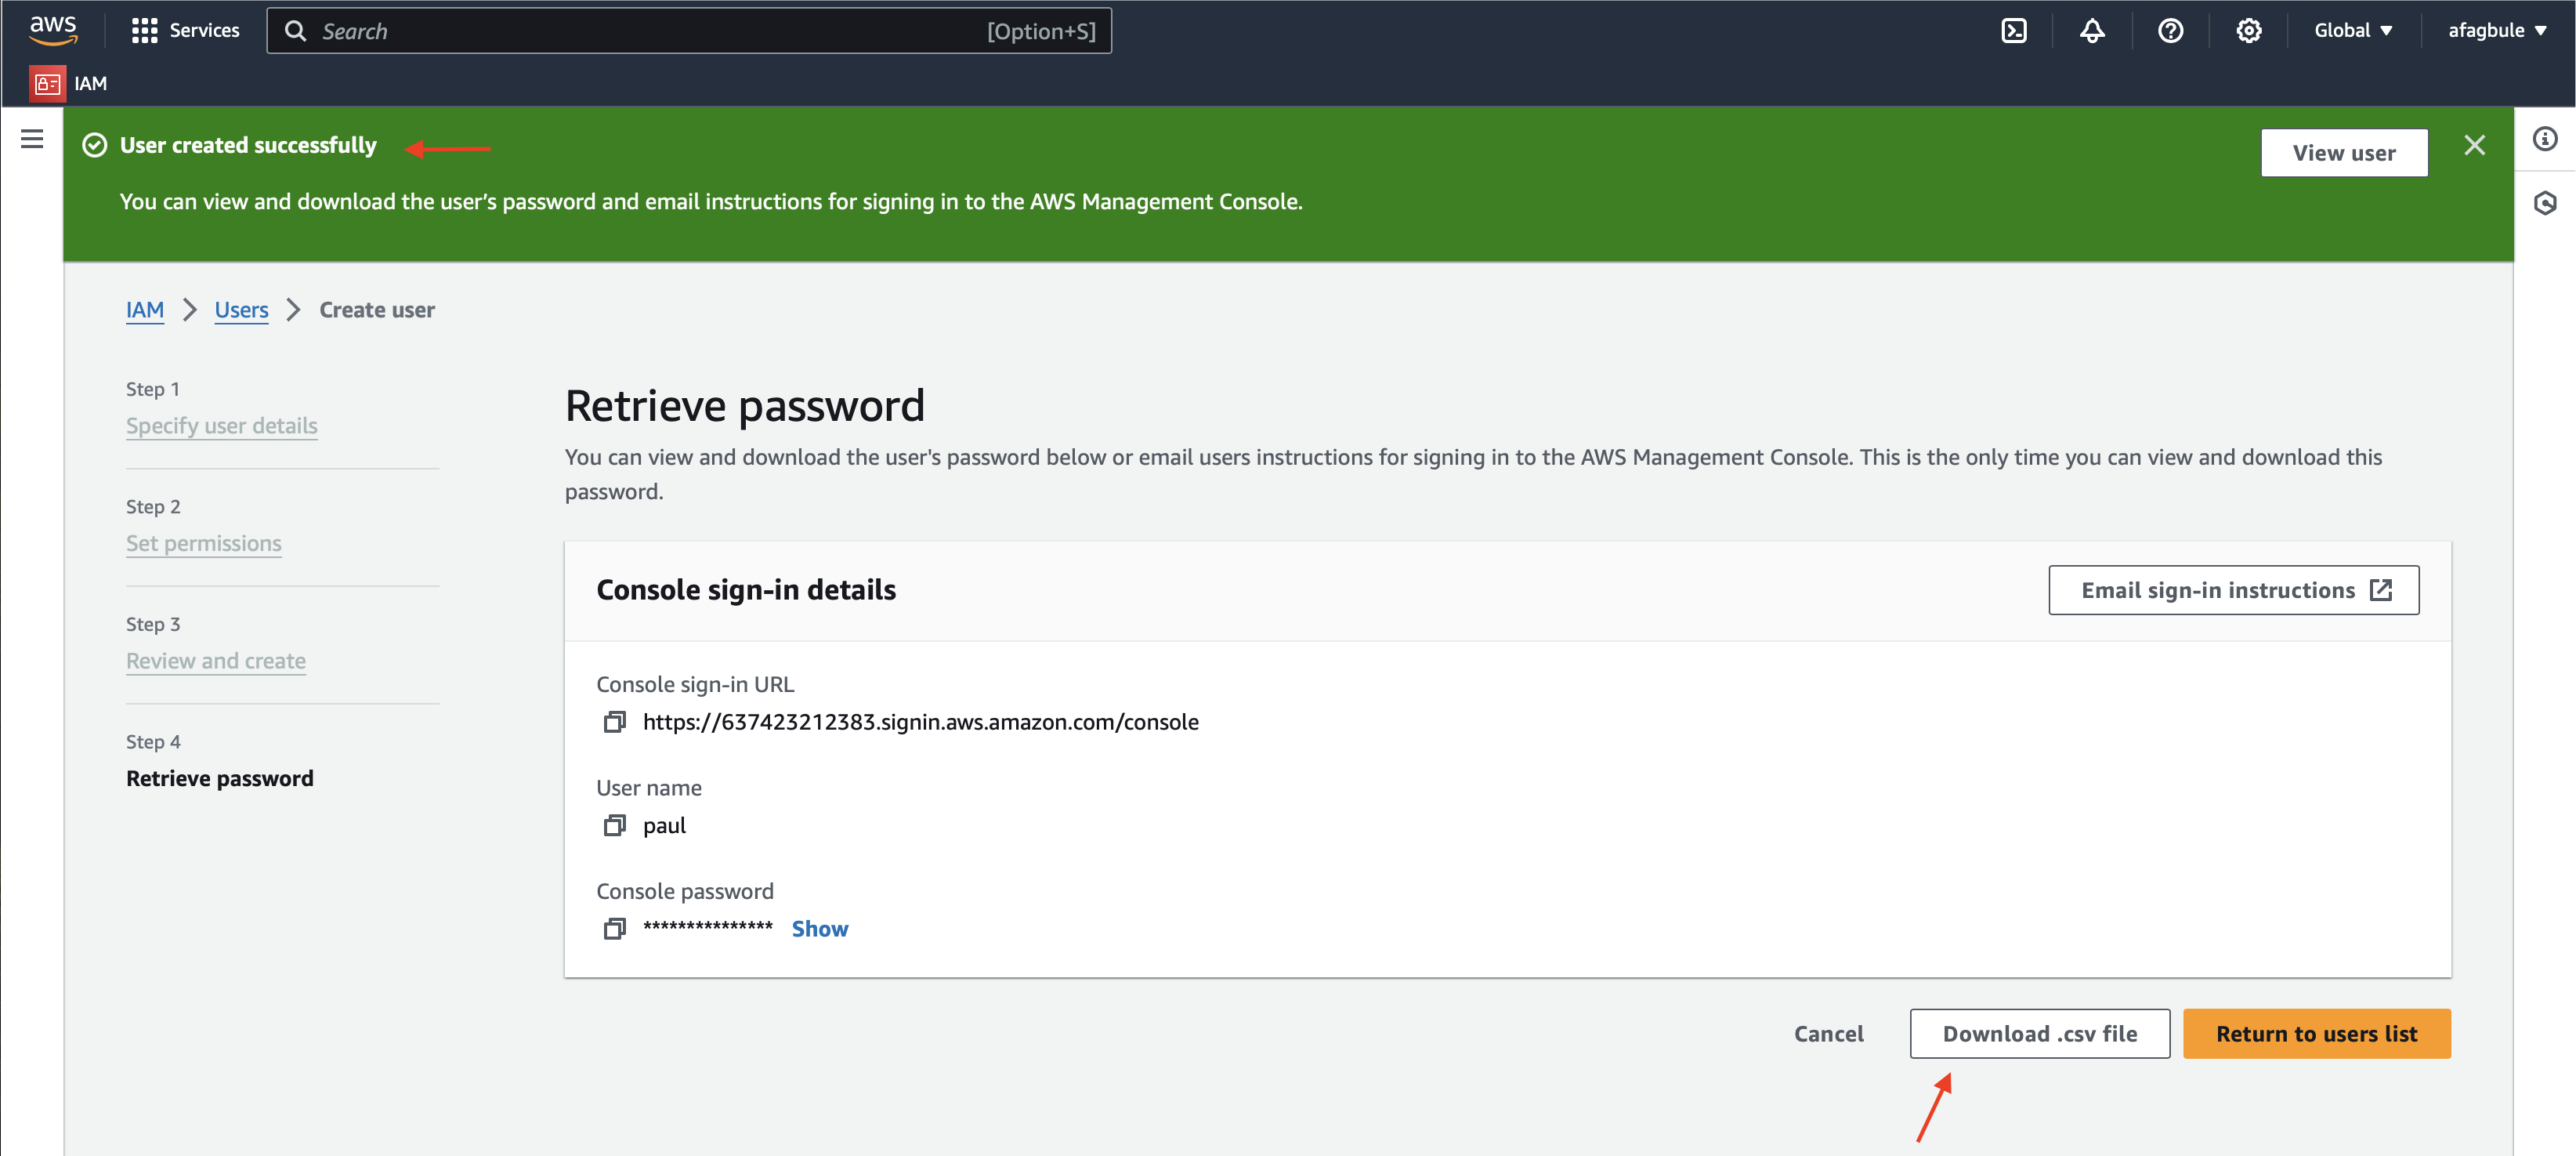 aws
Services
Search
[Option+S]
Global
afagbule
IAM
User created successfully
View user
You can view and download the user’s password and email instructions for signing in to the AWS Management Console.
IAM
Users
Create user
Step 1
Specify user details
Step 2
Set permissions
Step 3
Review and create
Step 4
Retrieve password
Retrieve password
You can view and download the user's password below or email users instructions for signing in to the AWS Management Console. This is the only time you can view and download this
password.
Console sign-in details
Email sign-in instructions
Console sign-in URL
https://637423212383.signin.aws.amazon.com/console
User name
paul
Console password
*************** Show
Cancel
Download .csv file
Return to users list